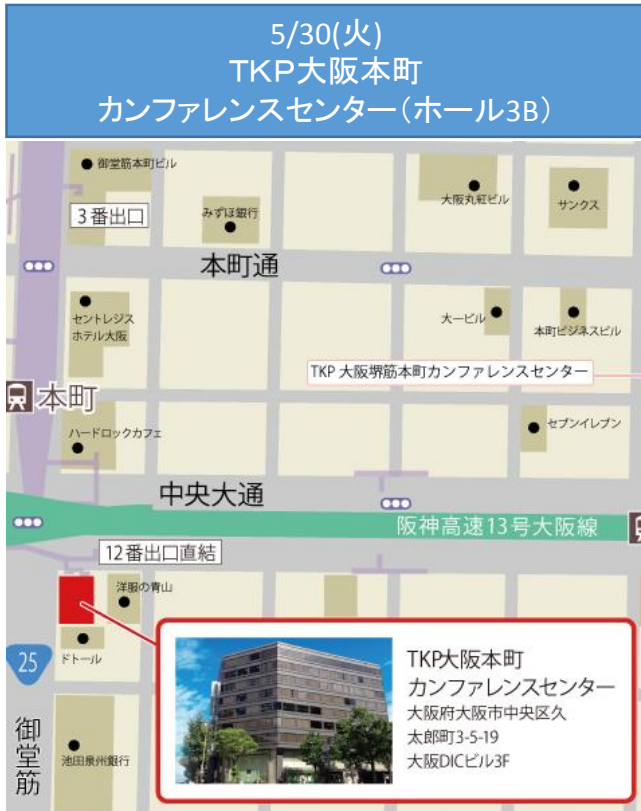 5/30(火)
TKP大阪本町
カンファレンスセンター（ホール3B）
御堂筋本町ビル
3番出口
みずほ銀行
大阪丸紅ビル
サンクス
本町通
セントレジス
ホテル大阪
大一ビル
本町ビジネスビル
TKP 大阪堺筋本町カンファレンスセンター
本町
ハードロックカフェ
セブンイレブン
中央大通
阪神高速13号大阪線
12番出口直結
洋服の青山
ドトール
25
御堂筋
池田泉州銀行
TKP大阪本町
カンファレンスセンター
大阪府大阪市中央区久
太郎町3-5-19
大阪DICビル3F